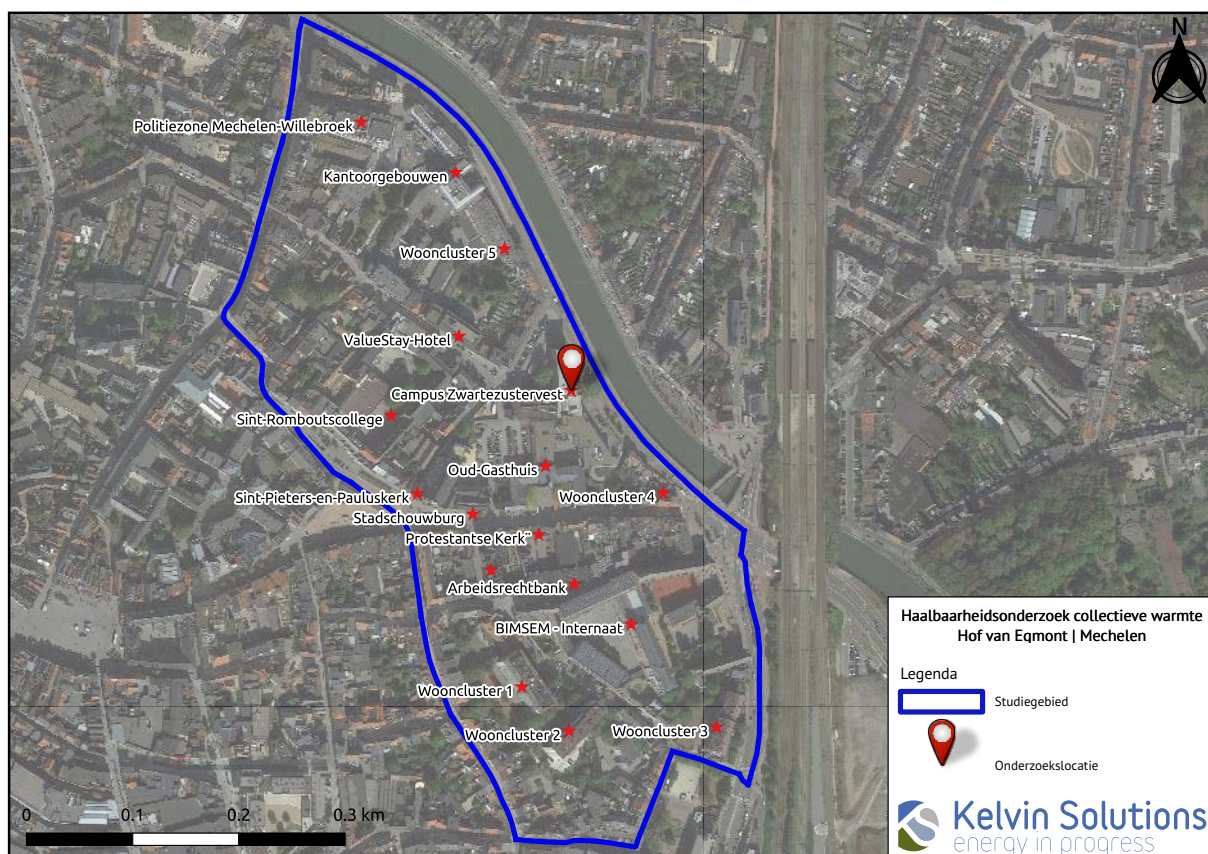 N
Politiezone Mechelen-Willebroek
Kantoorgebouwen
Wooncluster 5
ValueStay-Hotel
Campus Zwartezustervest
Sint-Romboutscollege
Oud-Gasthuis
Sint-Pieters-en-Pauluskerk
Wooncluster 4
Stadschouwburg
Protestantse Kerk¨
Arbeidsrechtbank
BIMSEM - Internaat
Wooncluster 1
Wooncluster 2
Wooncluster 3
Haalbaarheidsonderzoek collectieve warmte
Hof van Egmont | Mechelen
Legenda
Studiegebied
Onderzoekslocatie
0 0.1 0.2 0.3 km
Kelvin Solutions
energy in progress